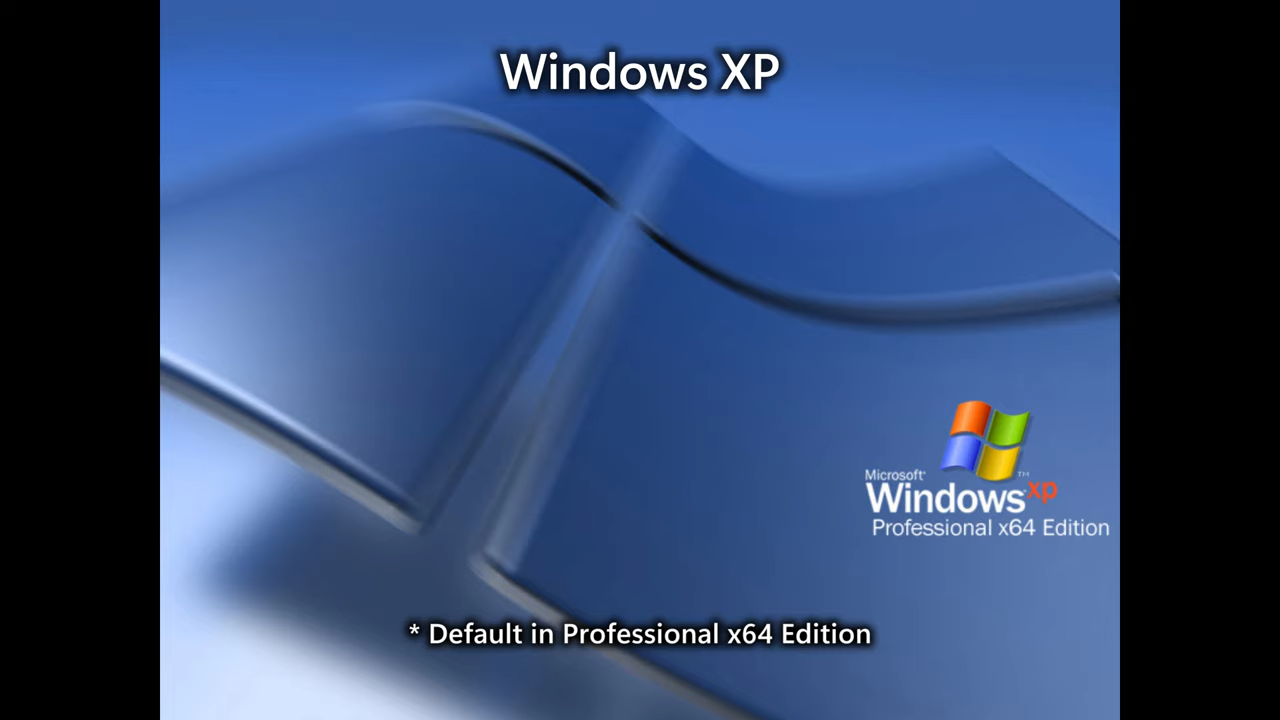 Windows XP
Microsoft®
Windows xp ™
Professional x64 Edition
* Default in Professional x64 Edition